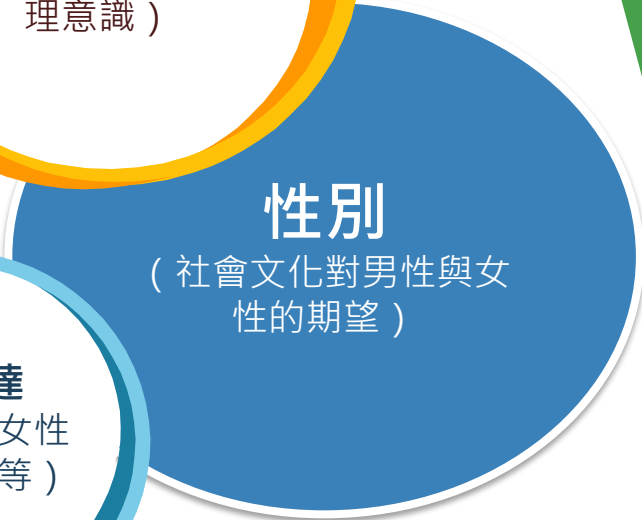 理意識）
性別
（社會文化對男性與女
性的期望）
達
女性
等）